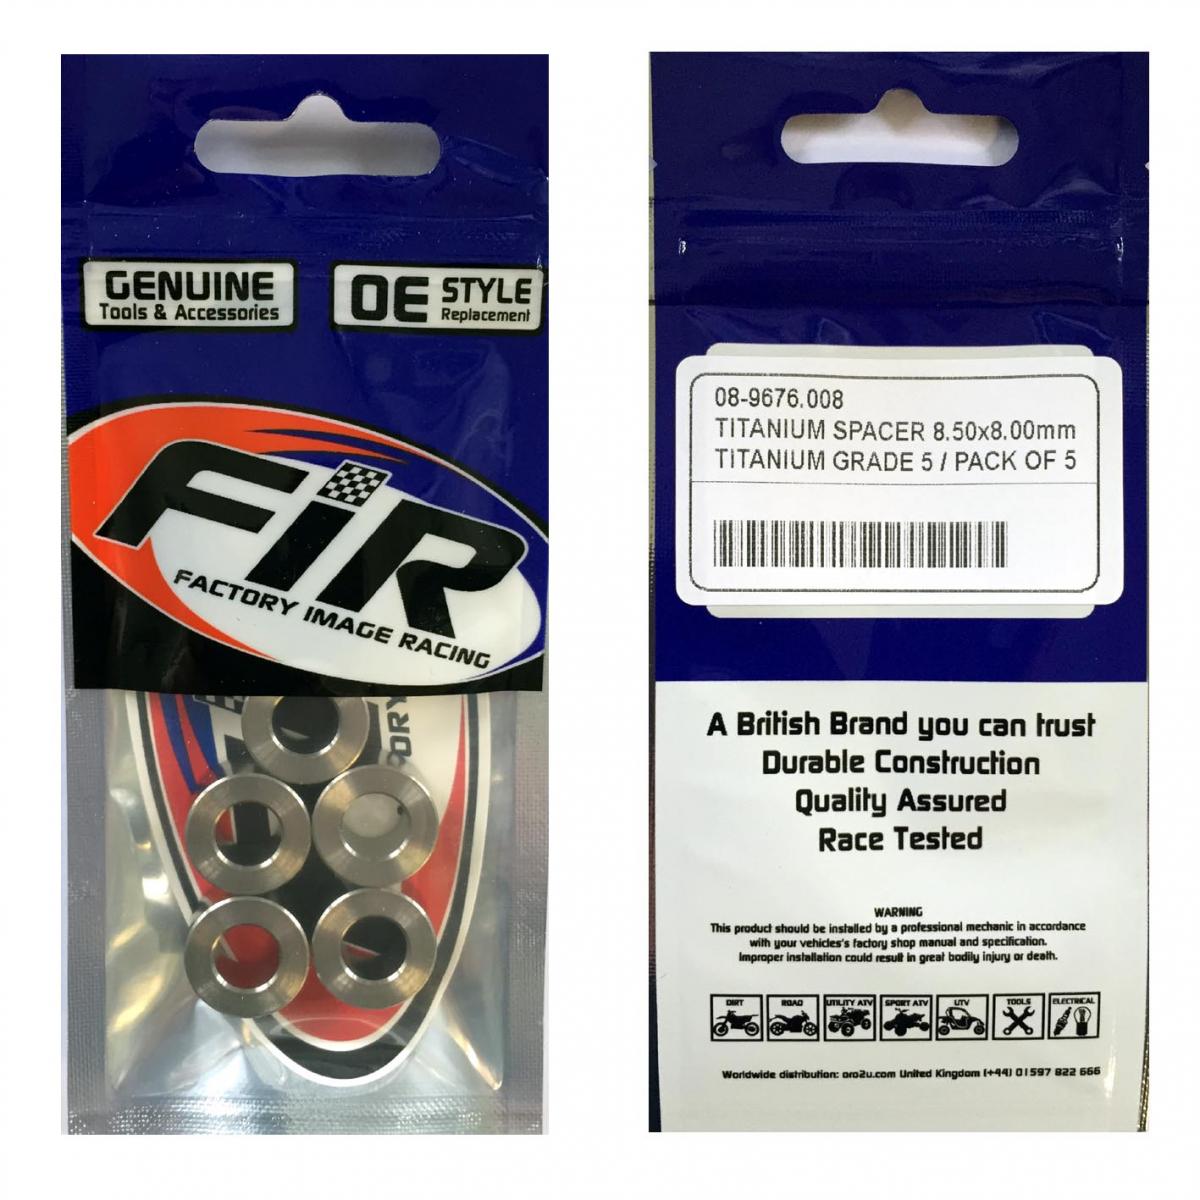 GENUINE
Tools & Accessories
OE STYLE
Replacement
FiR
FACTORY IMAGE RACING
ORY
08-9676.008
TITANIUM SPACER 8.50x8.00mm
TITANIUM GRADE 5 / PACK OF 5
A British Brand you can trust
Durable Construction
Quality Assured
Race Tested
WARNING
This product should be installed by a professional mechanic in accordance
with your vehicles's factory shop manual and specification.
Improper installation could result in great bodily injury or death.
DIRT ROAD UTILITY ATV SPORT ATV UTV TOOLS ELECTRICAL
Worldwide distribution: oro2u.com United Kingdom (+44) 01597 822 666